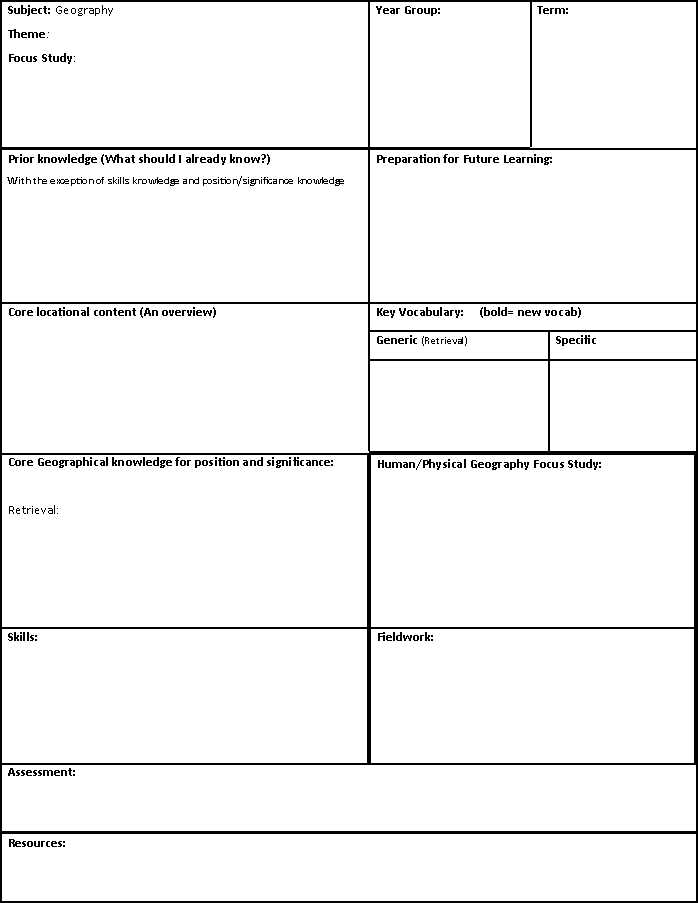 Subject: Geography
Theme:
Focus Study:
Year Group:
Term:
Prior knowledge (What should I already know?)
With the exception of skills knowledge and position/significance knowledge
Preparation for Future Learning:
Core locational content (An overview)
Key Vocabulary: (bold= new vocab)
Generic (Retrieval)
Specific
Core Geographical knowledge for position and significance:
Retrieval:
Human/Physical Geography Focus Study:
Skills:
Fieldwork:
Assessment:
Resources: